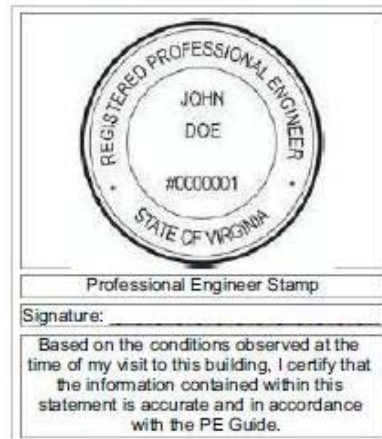 REGISTERED PROFESSIONAL ENGINEER
JOHN
DOE
#0000001
STATE OF VIRGINIA
Professional Engineer Stamp
Signature: ____________________
Based on the conditions observed at the
time of my visit to this building, I certify that
the information contained within this
statement is accurate and in accordance
with the PE Guide.